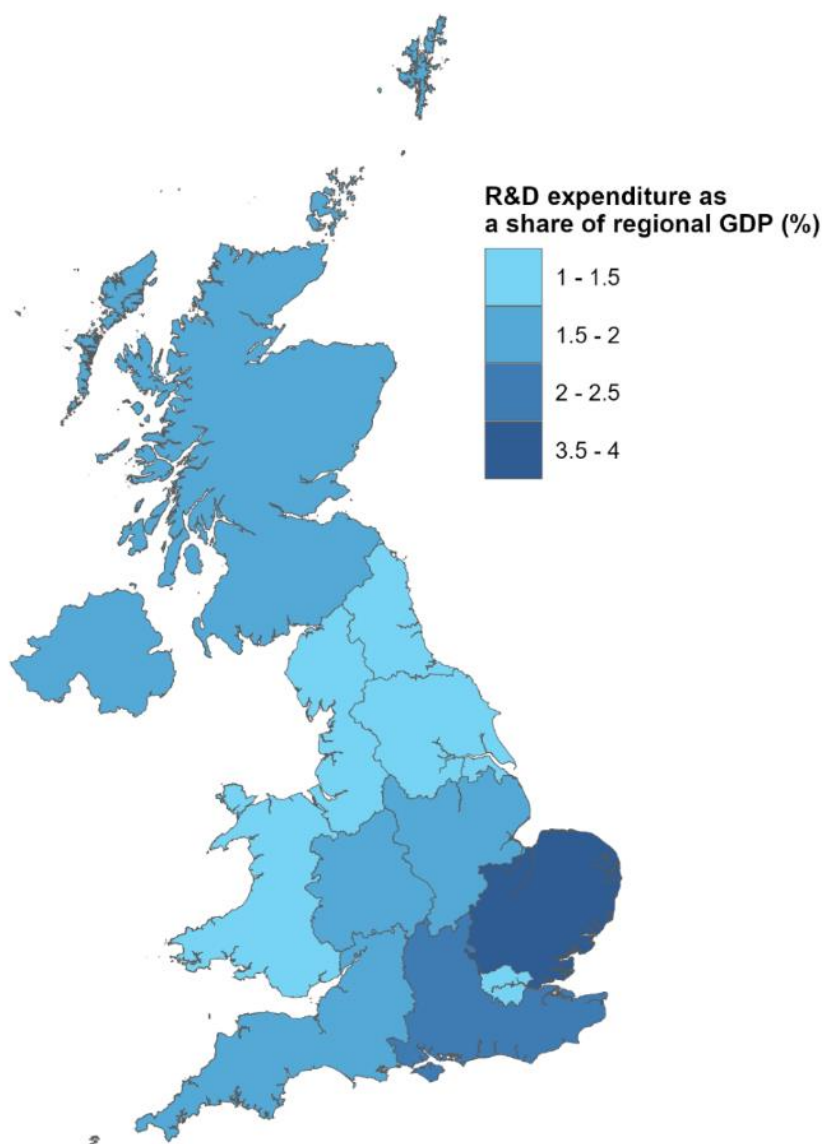 R&D expenditure as
a share of regional GDP (%)
1 - 1.5
1.5 - 2
2 - 2.5
3.5 - 4